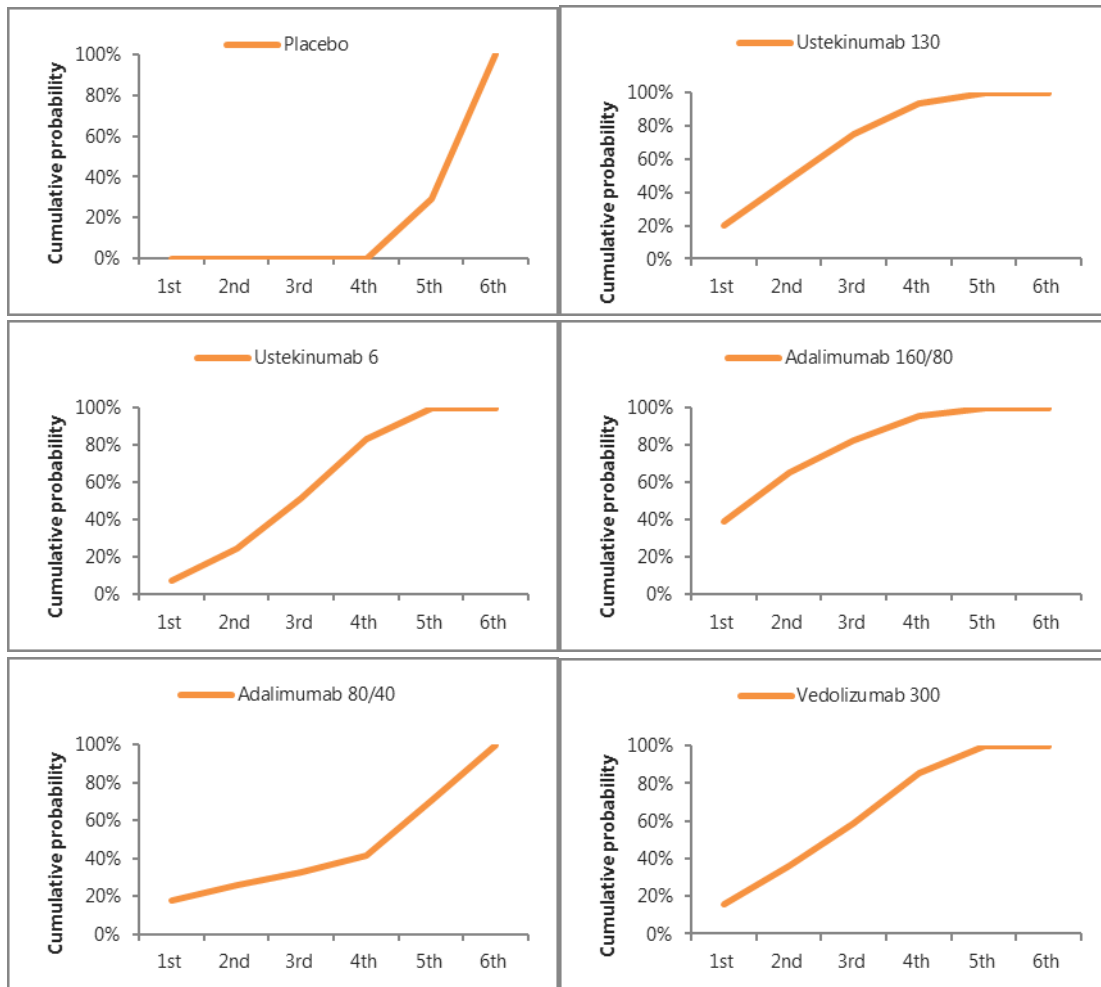 Placebo
Cumulative probability
100%
80%
60%
40%
20%
0%
1st 2nd 3rd 4th 5th 6th
Ustekinumab 130
Cumulative probability
100%
80%
60%
40%
20%
0%
1st 2nd 3rd 4th 5th 6th
Ustekinumab 6
Cumulative probability
100%
80%
60%
40%
20%
0%
1st 2nd 3rd 4th 5th 6th
Adalimumab 160/80
Cumulative probability
100%
80%
60%
40%
20%
0%
1st 2nd 3rd 4th 5th 6th
Adalimumab 80/40
Cumulative probability
100%
80%
60%
40%
20%
0%
1st 2nd 3rd 4th 5th 6th
Vedolizumab 300
Cumulative probability
100%
80%
60%
40%
20%
0%
1st 2nd 3rd 4th 5th 6th